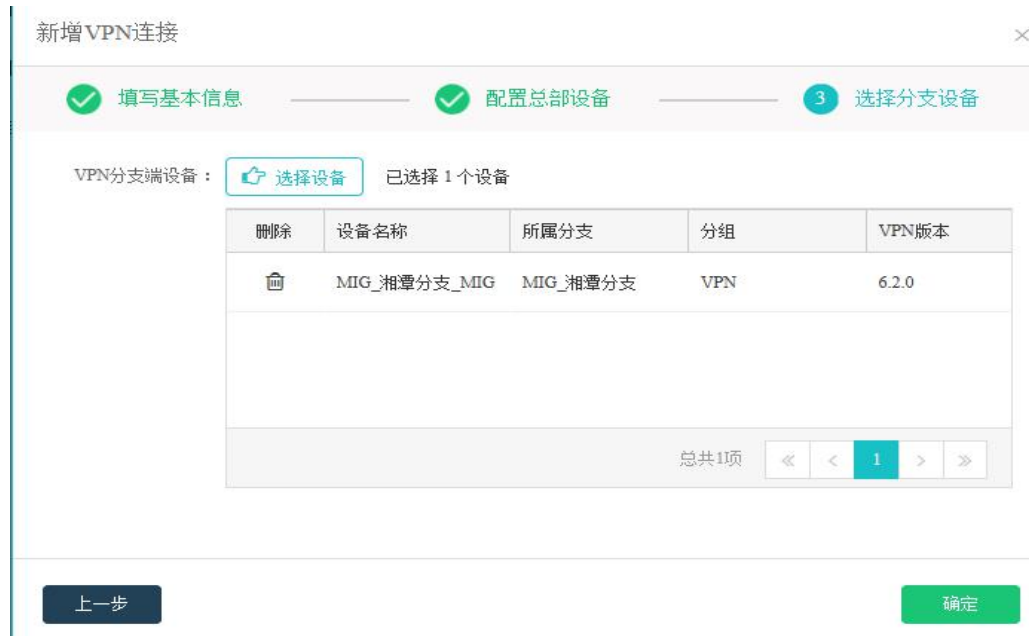 新增VPN连接
填写基本信息 配置总部设备 3 选择分支设备
VPN分支端设备： 选择设备 已选择 1 个设备
删除 设备名称 所属分支 分组 VPN版本
MIG_湘潭分支_MIG MIG_湘潭分支 VPN 6.2.0
总共1项 « < 1 > »
上一步 确定